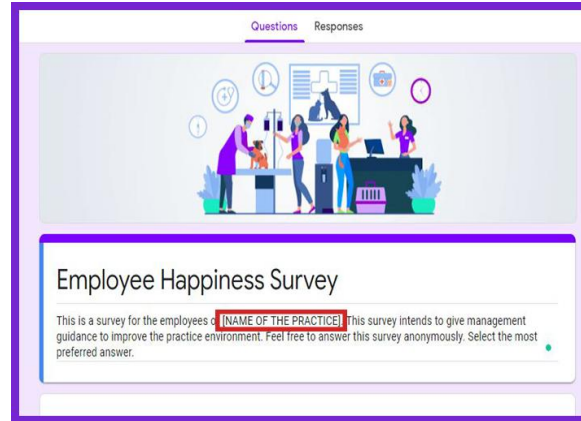 Questions Responses
Employee Happiness Survey
This is a survey for the employees o [NAME OF THE PRACTICE]. This survey intends to give management
guidance to improve the practice environment. Feel free to answer this survey anonymously. Select the most
preferred answer.